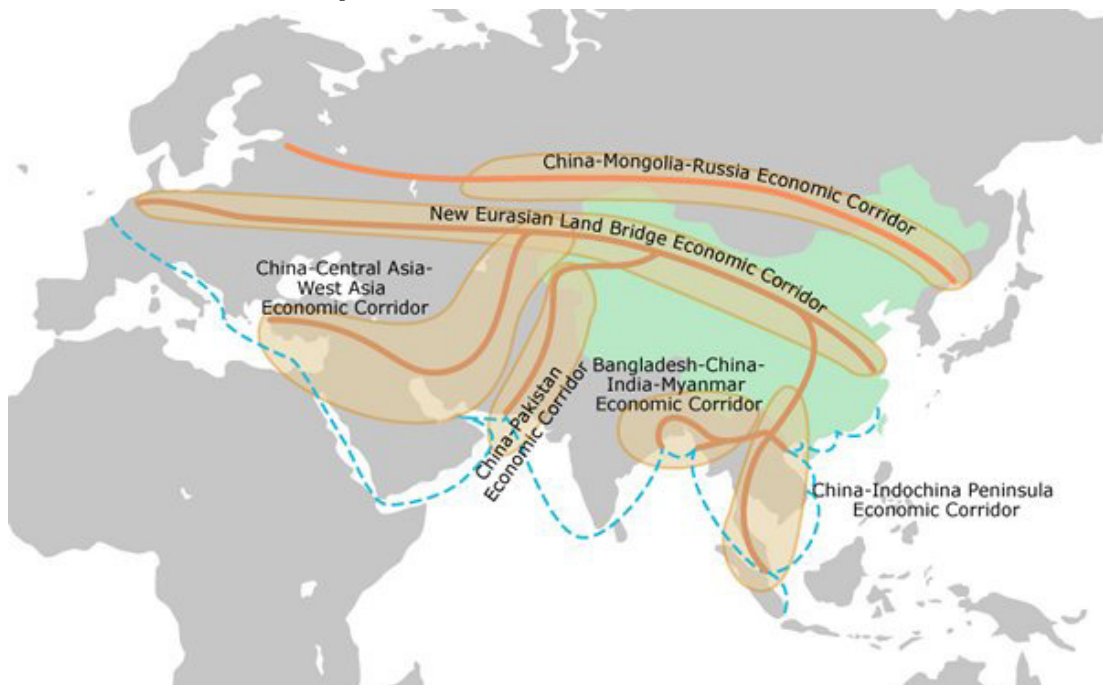 China-Mongolia-Russia Economic Corridor
New Eurasian Land Bridge Economic Corridor
China-Central Asia-
West Asia
Economic Corridor
China-Pakistan
Economic Corridor
Bangladesh-China-
India-Myanmar
Economic Corridor
China-Indochina Peninsula
Economic Corridor